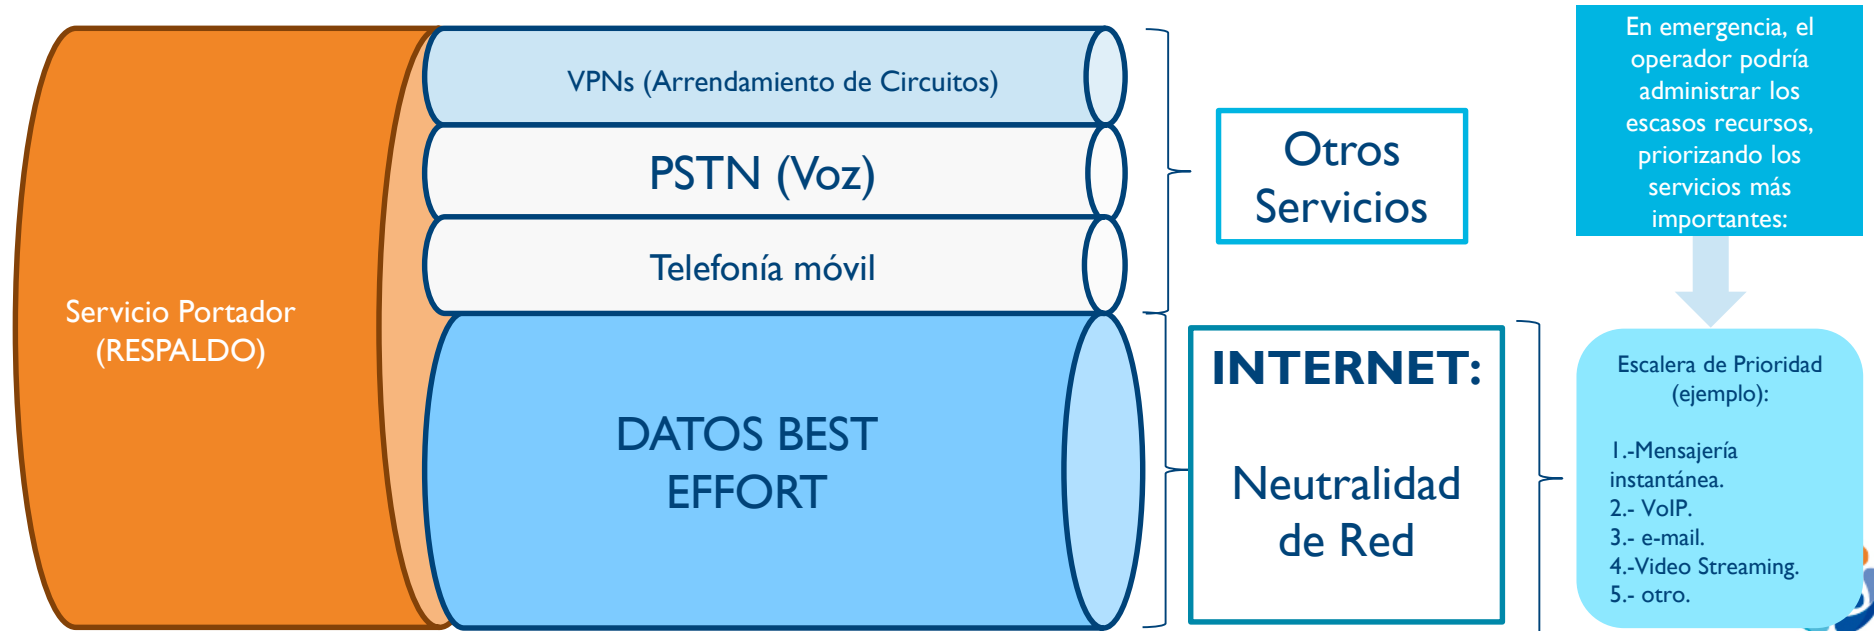 VPNs (Arrendamiento de Circuitos)
PSTN (Voz)
Telefonía móvil
Servicio Portador
(RESPALDO)
DATOS BEST
EFFORT
Otros
Servicios
INTERNET:
Neutralidad
de Red
En emergencia, el
operador podría
administrar los
escasos recursos,
priorizando los
servicios más
importantes:
Escalera de Prioridad
(ejemplo):
1.-Mensajería
instantánea.
2.- VoIP.
3.- e-mail.
4.-Video Streaming.
5.- otro.